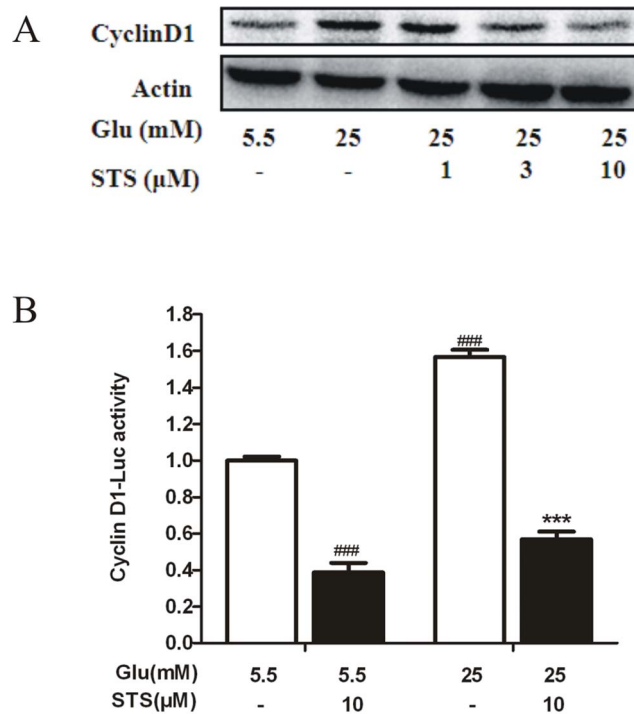 A
CyclinD1
Actin
Glu (mM) 5.5 25 25 25 25
STS (μM) - - 1 3 10
B
Cyclin D1-Luc activity
1.8
1.6
1.4
1.2
1.0
0.8
0.6
0.4
0.2
0.0
###
###
***
Glu(mM) 5.5 5.5 25 25
STS(μM) - 10 - 10